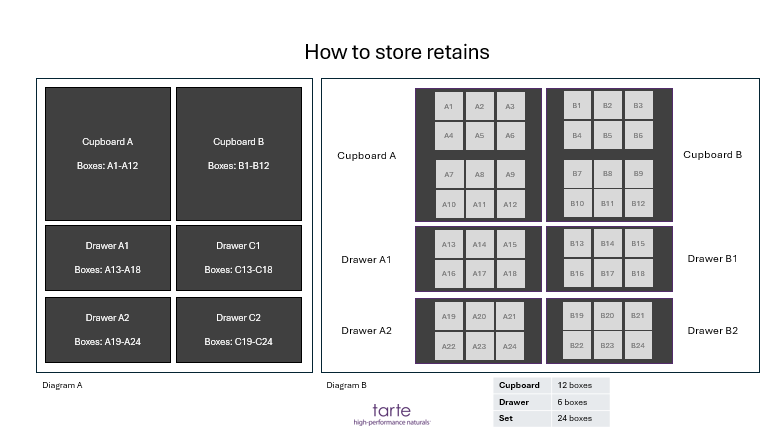 How to store retains
Cupboard A
Boxes: A1-A12
Cupboard B
Boxes: B1-B12
Drawer A1
Boxes: A13-A18
Drawer C1
Boxes: C13-C18
Drawer A2
Boxes: A19-A24
Drawer C2
Boxes: C19-C24
Diagram A
Cupboard A
A1 A2 A3
A4 A5 A6
A7 A8 A9
A10 A11 A12
B1 B2 B3
B4 B5 B6
B7 B8 B9
B10 B11 B12
Cupboard B
Drawer A1
A13 A14 A15
A16 A17 A18
B13 B14 B15
B16 B17 B18
Drawer B1
Drawer A2
A19 A20 A21
A22 A23 A24
B19 B20 B21
B22 B23 B24
Drawer B2
Diagram B
Cupboard 12 boxes
Drawer 6 boxes
Set 24 boxes
tarte
high-performance naturals™